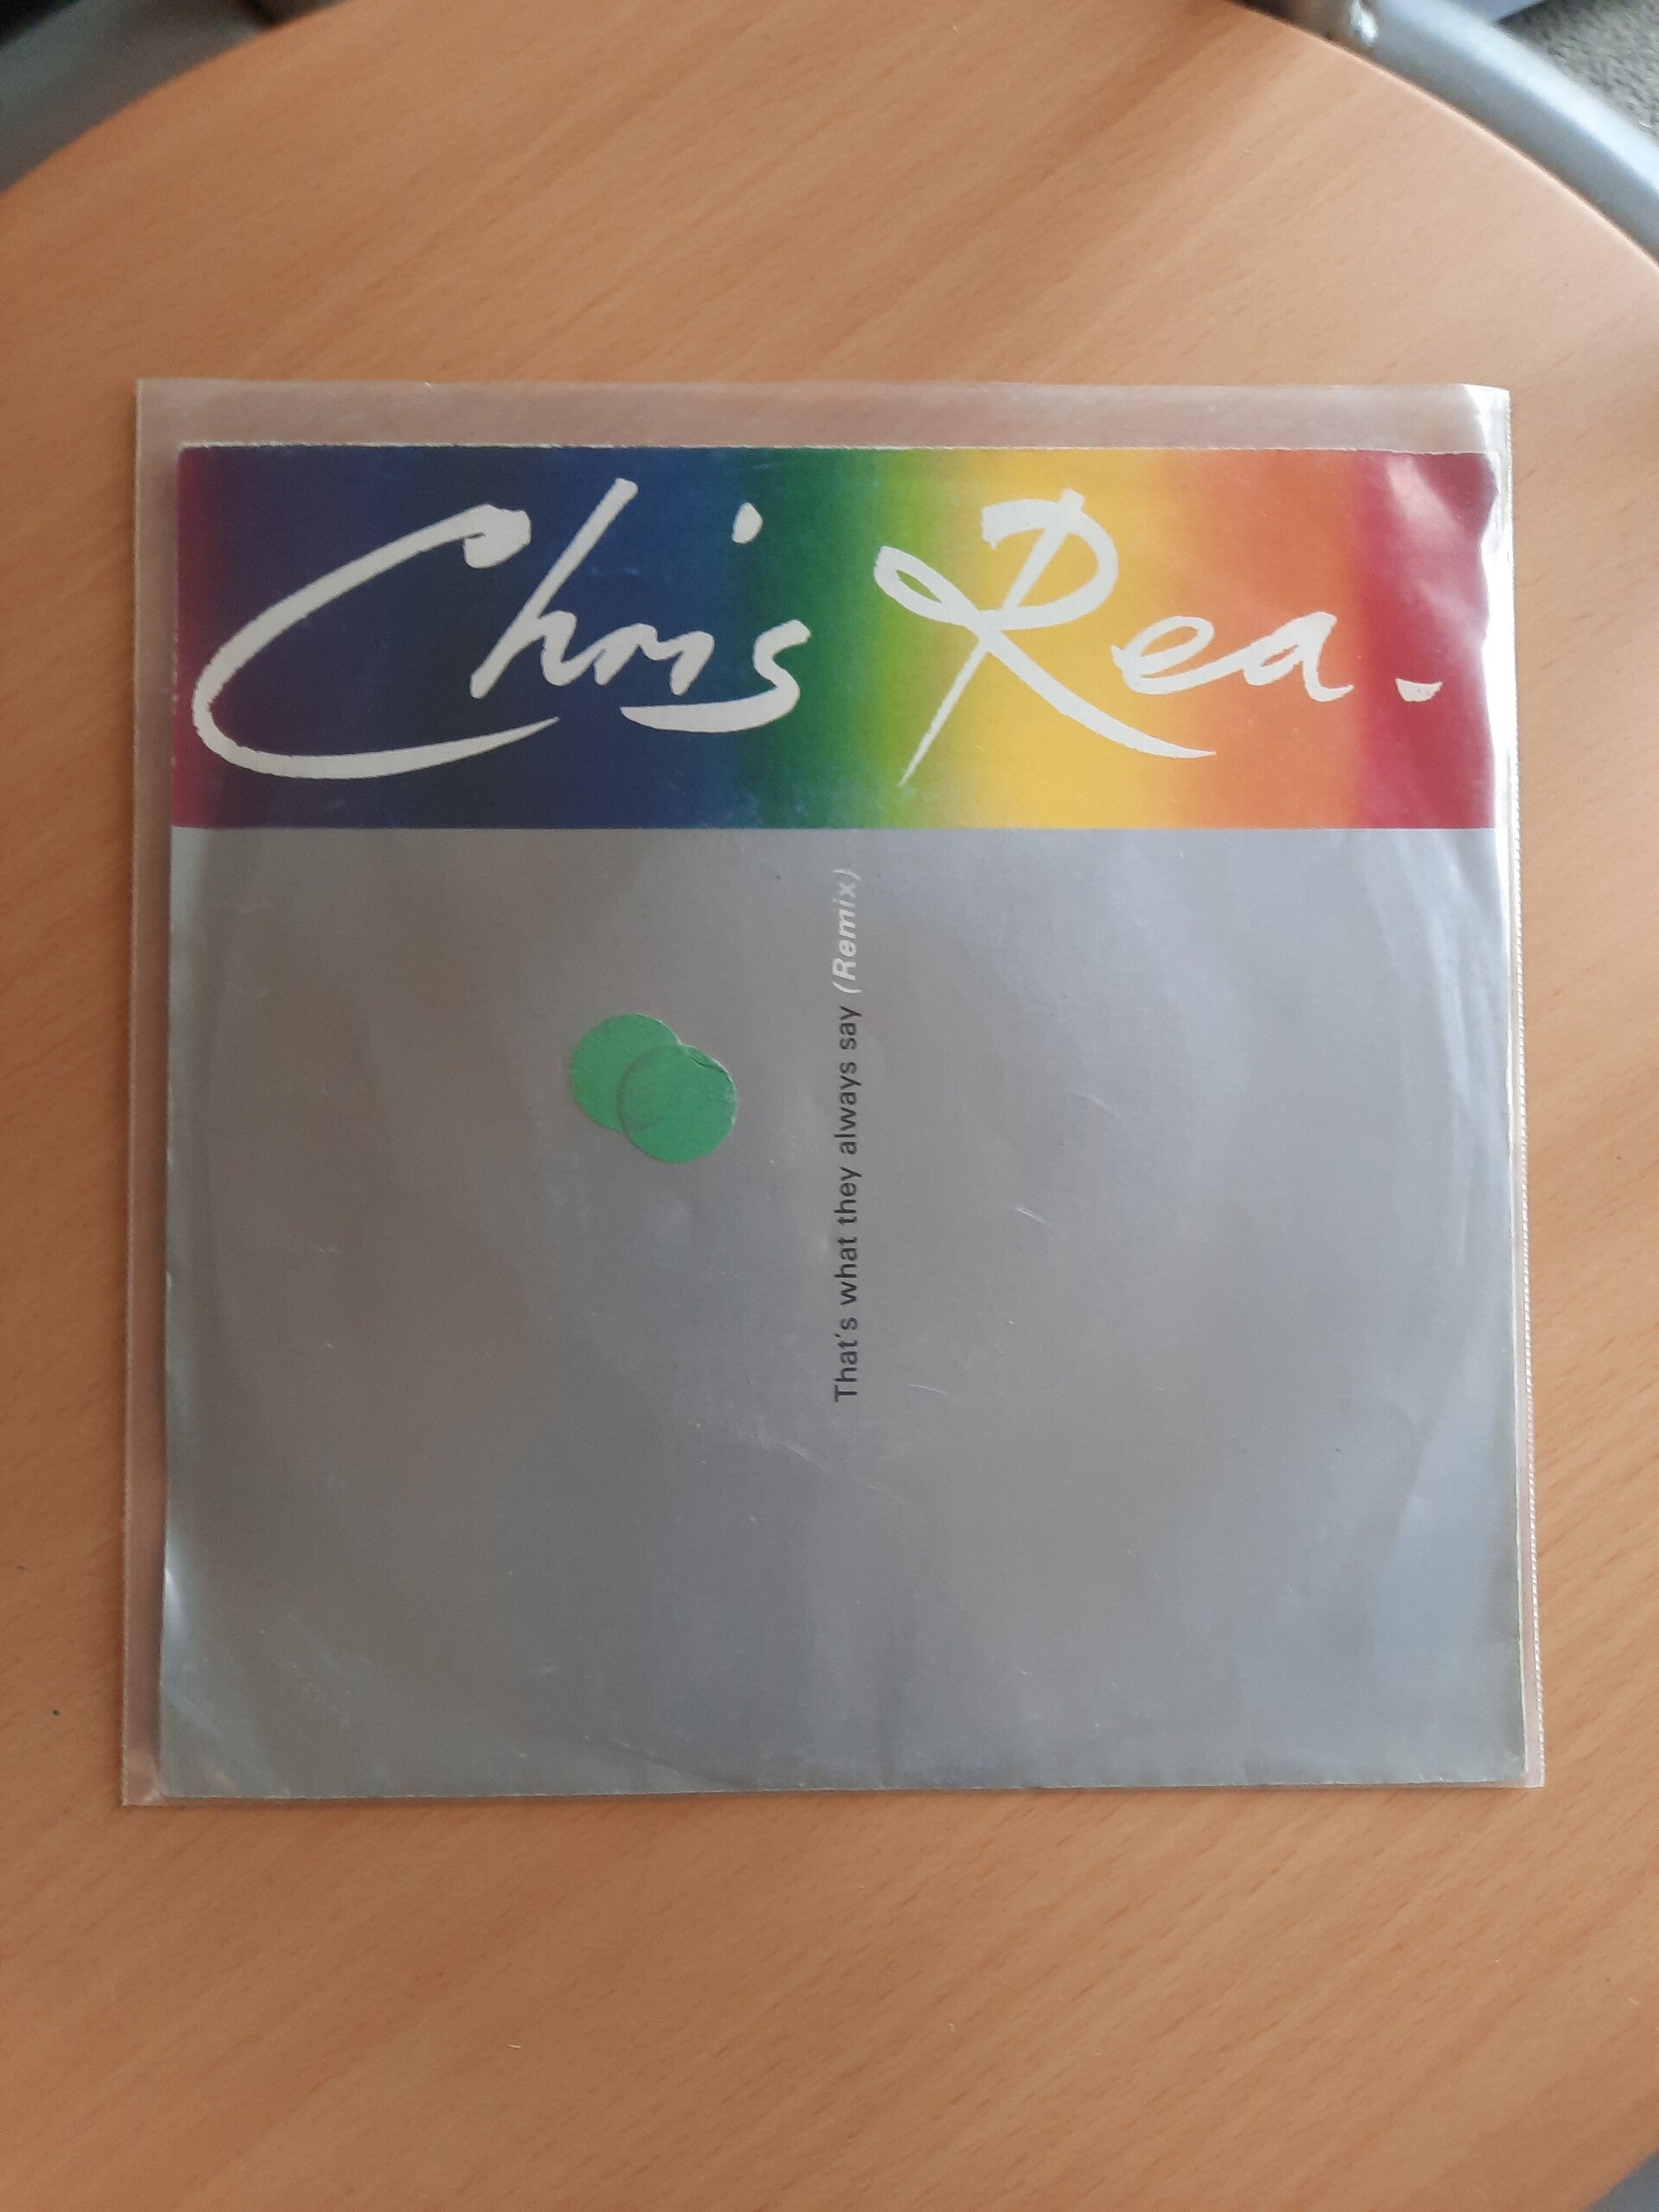 Chris Rea.
That's what they always say (Remix)